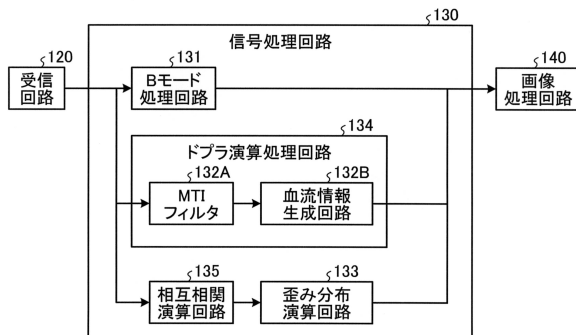 130
信号処理回路
120
受信
回路
131
Bモード
処理回路
140
画像
処理回路
134
ドプラ演算処理回路
132A
MTI
フィルタ
132B
血流情報
生成回路
135
相互相関
演算回路
133
歪み分布
演算回路